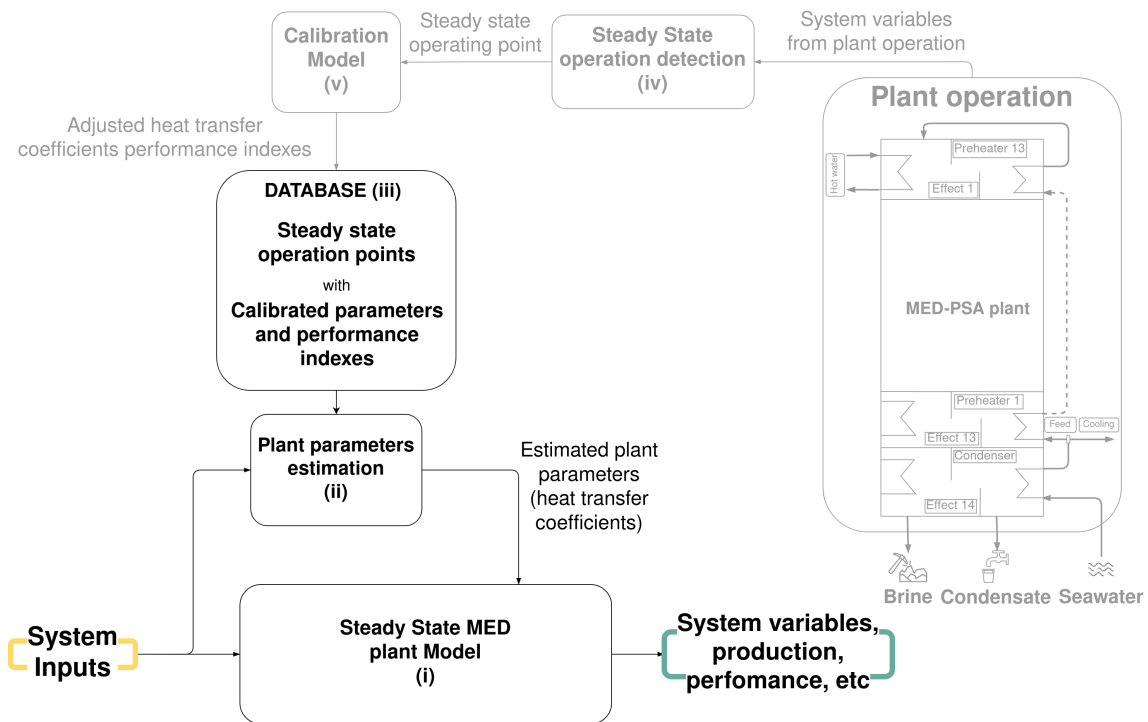 Steady state
operating point
System variables
from plant operation
Calibration
Model
(v)
Steady State
operation detection
(iv)
Plant operation
Adjusted heat transfer
coefficients performance indexes
Preheater 13
Hot water
Effect 1
DATABASE (iii)
Steady state
operation points
with
Calibrated parameters
and performance
indexes
MED-PSA plant
Preheater 1
Feed
Cooling
Effect 13
Condenser
Effect 14
Plant parameters
estimation
(ii)
Estimated plant
parameters
(heat transfer
coefficients)
Brine
Condensate
Seawater
System
Inputs
Steady State MED
plant Model
(i)
System variables,
production,
perfomance, etc